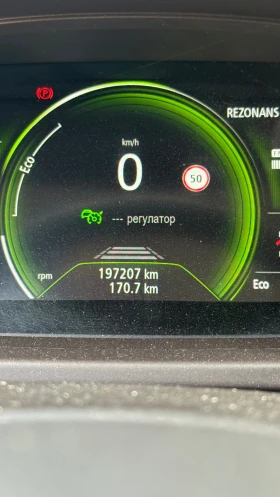 REZONANS
Eco
km/h
0
50
--- регулатор
rpm
197207 km
170.7 km
Eco